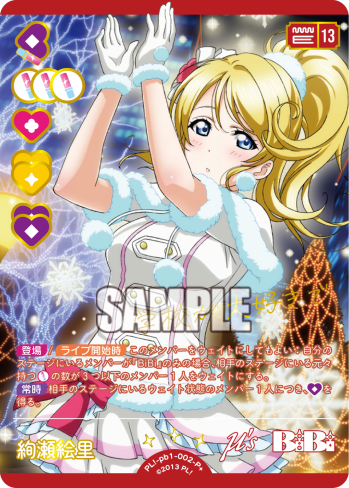 13
SAMPLE
登場 / ライブ開始時 このメンバーをウェイトにしてもよい：自分の
ステージにいるメンバーが『BiBi』のみの場合、相手のステージにいる元々
持つ の数が3つ以下のメンバー1人をウェイトにする。
常時 相手のステージにいるウェイト状態のメンバー1人につき、 を
得る。
絢瀬絵里
μ's BiBi
PL!-pb1-002-P+
©2013 PL!